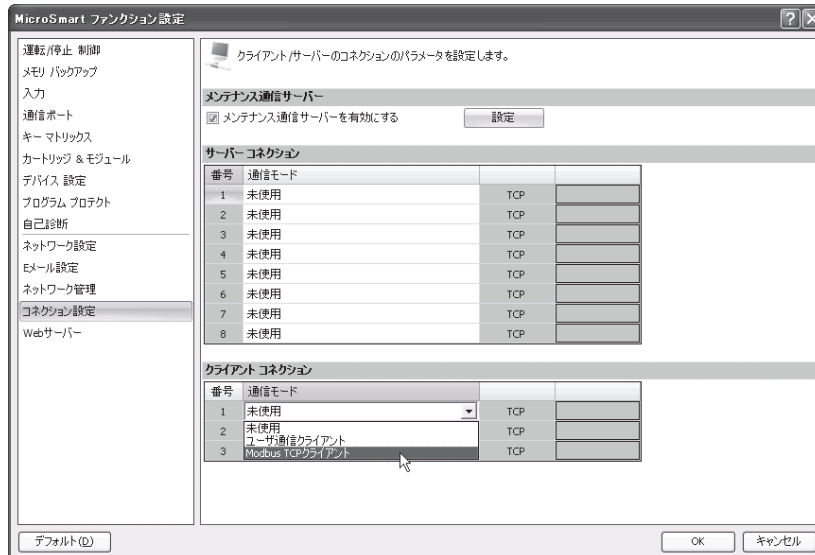 MicroSmart ファンクション設定
運転/停止 制御
メモリ バックアップ
入力
通信ポート
キー マトリックス
カートリッジ & モジュール
デバイス 設定
プログラム プロテクト
自己診断
ネットワーク設定
Eメール設定
ネットワーク管理
コネクション設定
Webサーバー
クライアント/サーバーのコネクションのパラメータを設定します。
メンテナンス通信サーバー
メンテナンス通信サーバーを有効にする 設定
サーバー コネクション
番号 通信モード
1 未使用 TCP
2 未使用 TCP
3 未使用 TCP
4 未使用 TCP
5 未使用 TCP
6 未使用 TCP
7 未使用 TCP
8 未使用 TCP
クライアント コネクション
番号 通信モード
1 未使用 TCP
2 未使用 TCP
ユーザ通信クライアント
3 Modbus TCPクライアント TCP
デフォルト(D) OK キャンセル